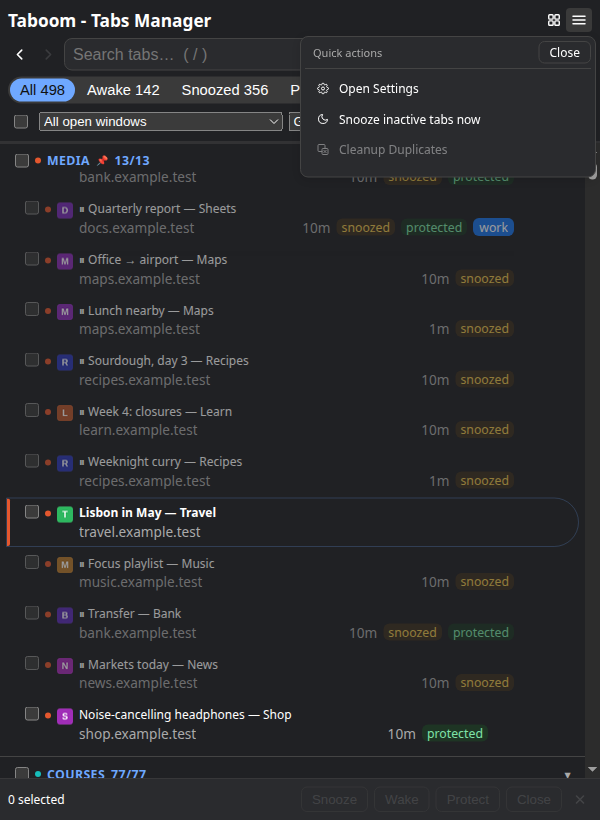 Taboom - Tabs Manager
Search tabs… ( / )
Quick actions
Close
All 498
Awake 142
Snoozed 356
P
Open Settings
Snooze inactive tabs now
Cleanup Duplicates
All open windows
G
MEDIA 📌 13/13
bank.example.test 10m snoozed protected
D Quarterly report — Sheets
docs.example.test 10m snoozed protected work
M Office → airport — Maps
maps.example.test 10m snoozed
M Lunch nearby — Maps
maps.example.test 1m snoozed
R Sourdough, day 3 — Recipes
recipes.example.test 10m snoozed
L Week 4: closures — Learn
learn.example.test 10m snoozed
R Weeknight curry — Recipes
recipes.example.test 1m snoozed
T Lisbon in May — Travel
travel.example.test
M Focus playlist — Music
music.example.test 10m snoozed
B Transfer — Bank
bank.example.test 10m snoozed protected
N Markets today — News
news.example.test 10m snoozed
S Noise-cancelling headphones — Shop
shop.example.test 10m protected
COURSES 77/77
0 selected
Snooze
Wake
Protect
Close